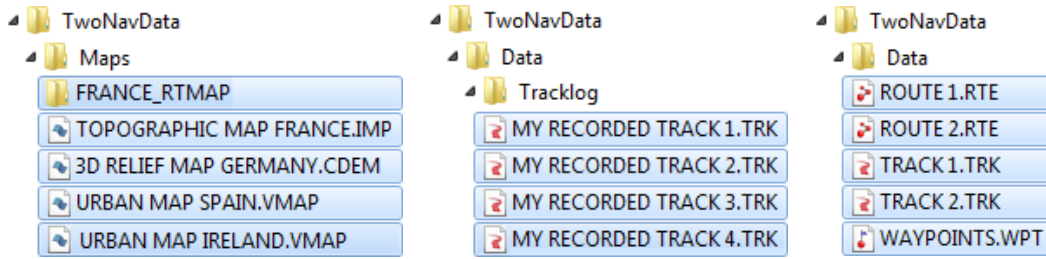 TwoNavData
Maps
FRANCE_RTMAP
TOPOGRAPHIC MAP FRANCE.IMP
3D RELIEF MAP GERMANY.CDEM
URBAN MAP SPAIN.VMAP
URBAN MAP IRELAND.VMAP
TwoNavData
Data
Tracklog
MY RECORDED TRACK 1.TRK
MY RECORDED TRACK 2.TRK
MY RECORDED TRACK 3.TRK
MY RECORDED TRACK 4.TRK
TwoNavData
Data
ROUTE 1.RTE
ROUTE 2.RTE
TRACK 1.TRK
TRACK 2.TRK
WAYPOINTS.WPT